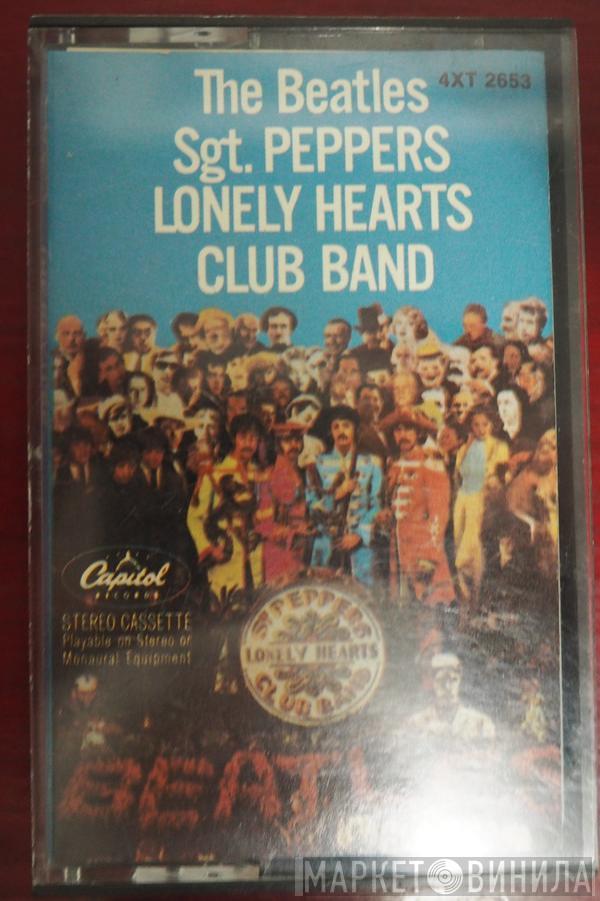 The Beatles 4XT 2653
Sgt. PEPPERS
LONELY HEARTS
CLUB BAND
Capitol
RECORDS
STEREO CASSETTE
Playable on Stereo or
Monaural Equipment
SGT PEPPERS
LONELY HEARTS
CLUB BAND
BEATLES
МАРКЕТ ВИНИЛА